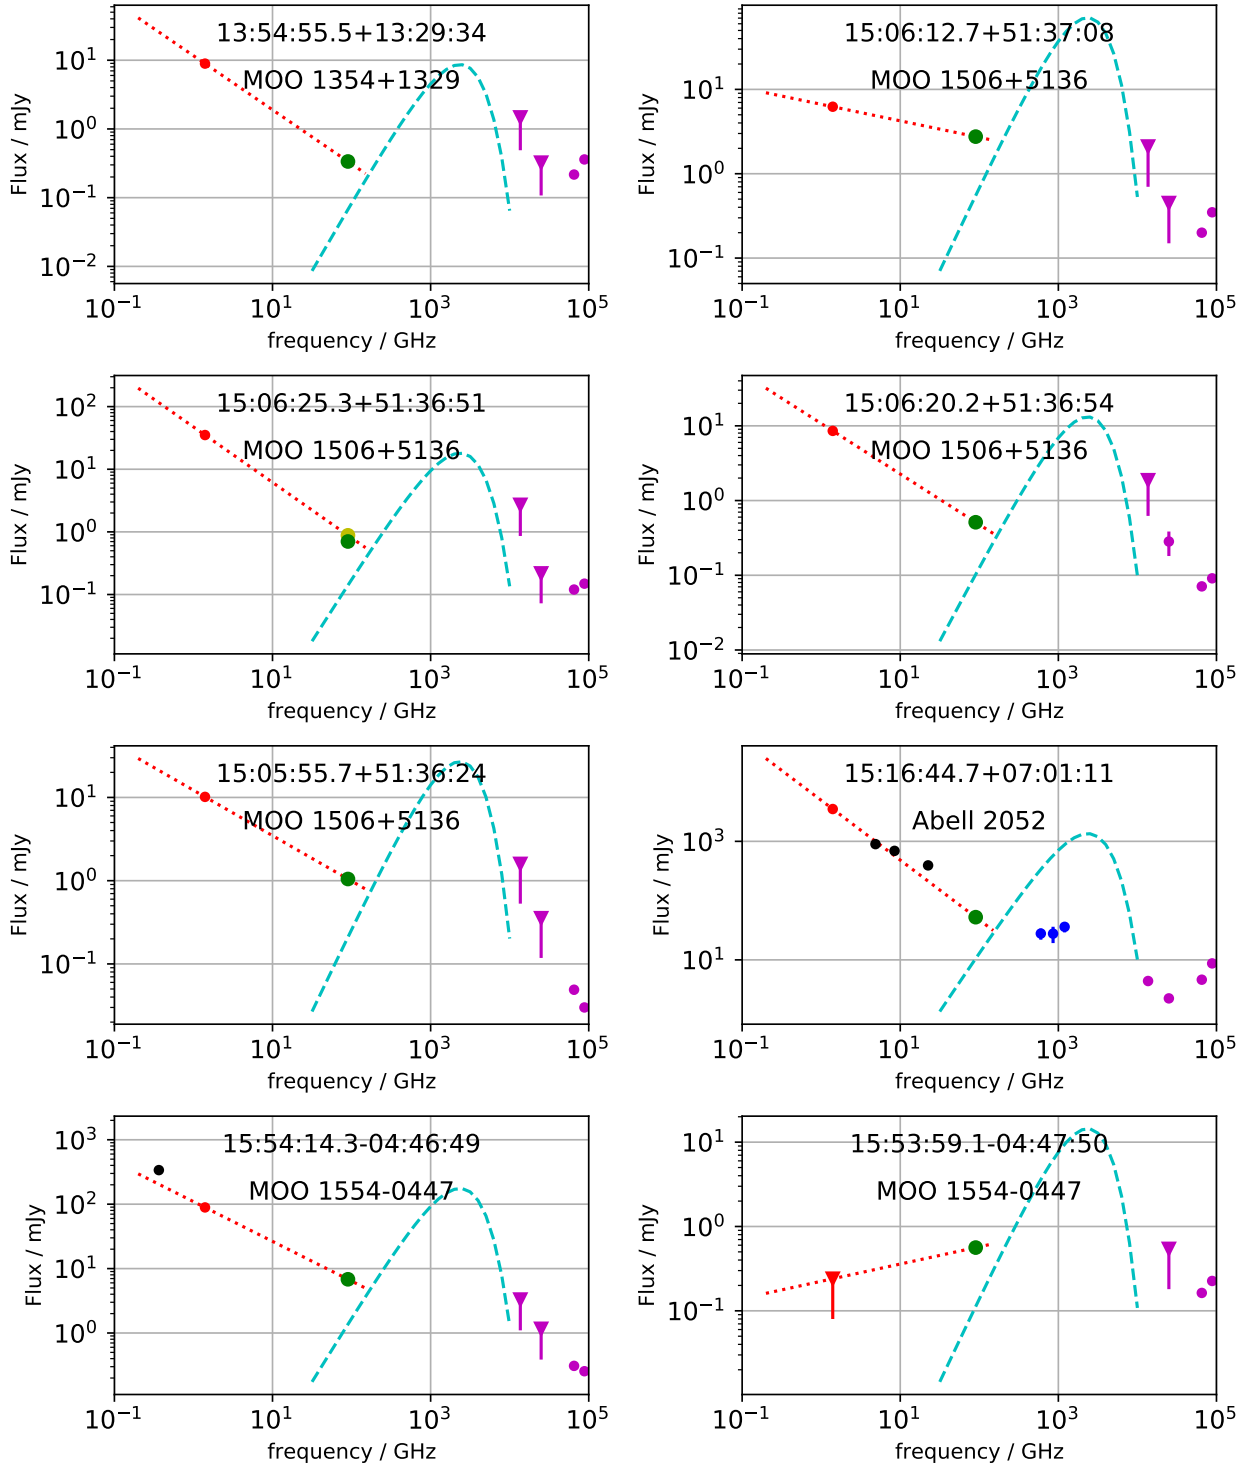 13:54:55.5+13:29:34
MOO 1354+1329
Flux / mJy
10^1
10^0
10^-1
10^-2
10^-1 10^1 10^3 10^5
frequency / GHz
15:06:12.7+51:37:08
MOO 1506+5136
Flux / mJy
10^1
10^0
10^-1
10^-1 10^1 10^3 10^5
frequency / GHz
15:06:25.3+51:36:51
MOO 1506+5136
Flux / mJy
10^2
10^1
10^0
10^-1
10^-1 10^1 10^3 10^5
frequency / GHz
15:06:20.2+51:36:54
MOO 1506+5136
Flux / mJy
10^1
10^0
10^-1
10^-2
10^-1 10^1 10^3 10^5
frequency / GHz
15:05:55.7+51:36:24
MOO 1506+5136
Flux / mJy
10^1
10^0
10^-1
10^-1 10^1 10^3 10^5
frequency / GHz
15:16:44.7+07:01:11
Abell 2052
Flux / mJy
10^3
10^1
10^-1 10^1 10^3 10^5
frequency / GHz
15:54:14.3-04:46:49
MOO 1554-0447
Flux / mJy
10^3
10^2
10^1
10^0
10^-1 10^1 10^3 10^5
frequency / GHz
15:53:59.1-04:47:50
MOO 1554-0447
Flux / mJy
10^1
10^0
10^-1
10^-1 10^1 10^3 10^5
frequency / GHz